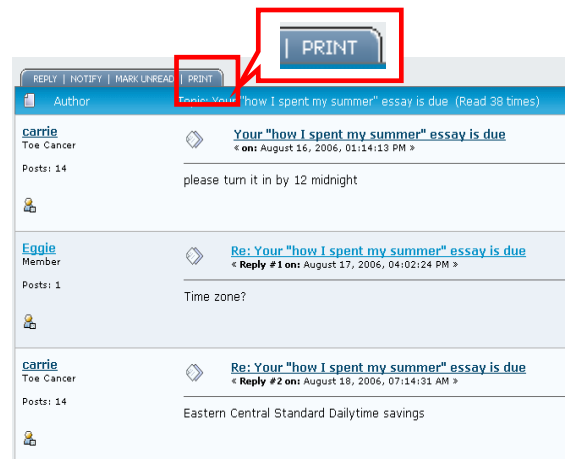 | PRINT
REPLY | NOTIFY | MARK UNREAD | PRINT
Author Topic: Your "how I spent my summer" essay is due (Read 38 times)
carrie
Toe Cancer
Posts: 14
Your "how I spent my summer" essay is due
« on: August 16, 2006, 01:14:13 PM »
please turn it in by 12 midnight
Eggie
Member
Posts: 1
Re: Your "how I spent my summer" essay is due
« Reply #1 on: August 17, 2006, 04:02:24 PM »
Time zone?
carrie
Toe Cancer
Posts: 14
Re: Your "how I spent my summer" essay is due
« Reply #2 on: August 18, 2006, 07:14:31 AM »
Eastern Central Standard Dailytime savings